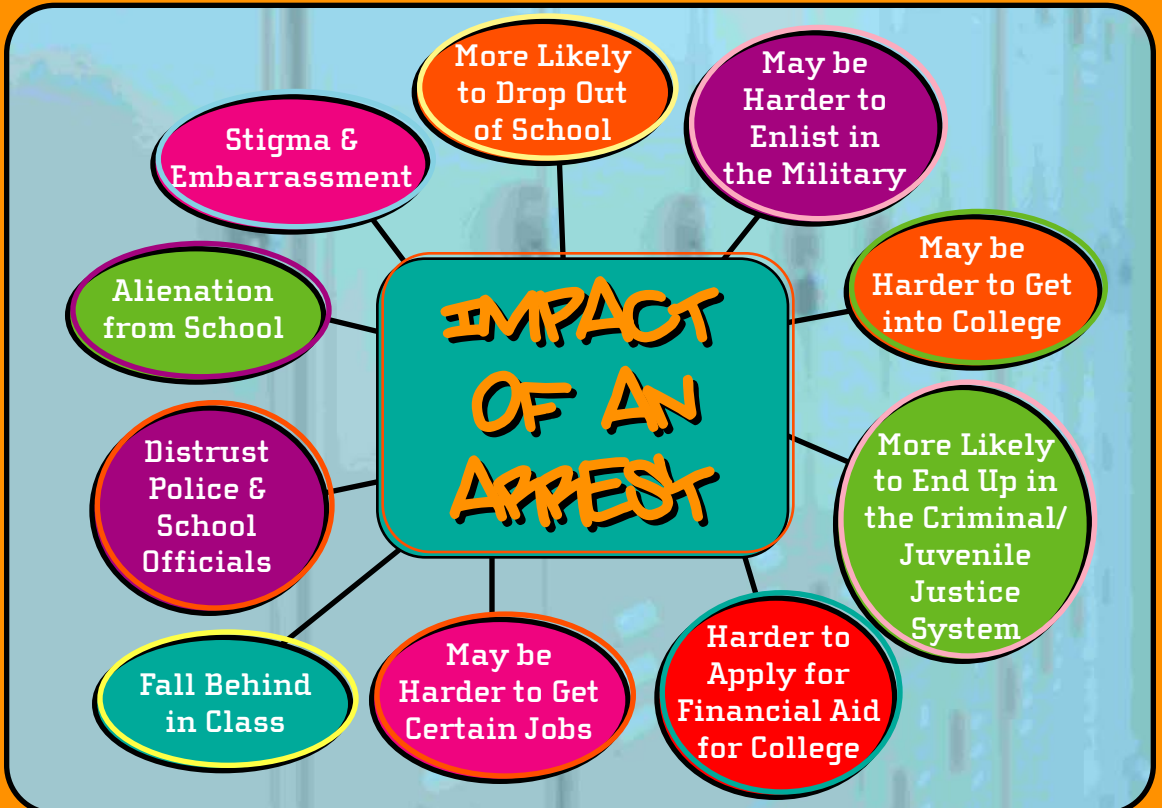 More Likely
to Drop Out
of School
May be
Harder to
Enlist in
the Military
Stigma &
Embarrassment
May be
Harder to Get
into College
Alienation
from School
IMPACT
OF AN
ARREST
Distrust
Police &
School
Officials
More Likely
to End Up in
the Criminal/
Juvenile
Justice
System
Fall Behind
in Class
May be
Harder to Get
Certain Jobs
Harder to
Apply for
Financial Aid
for College